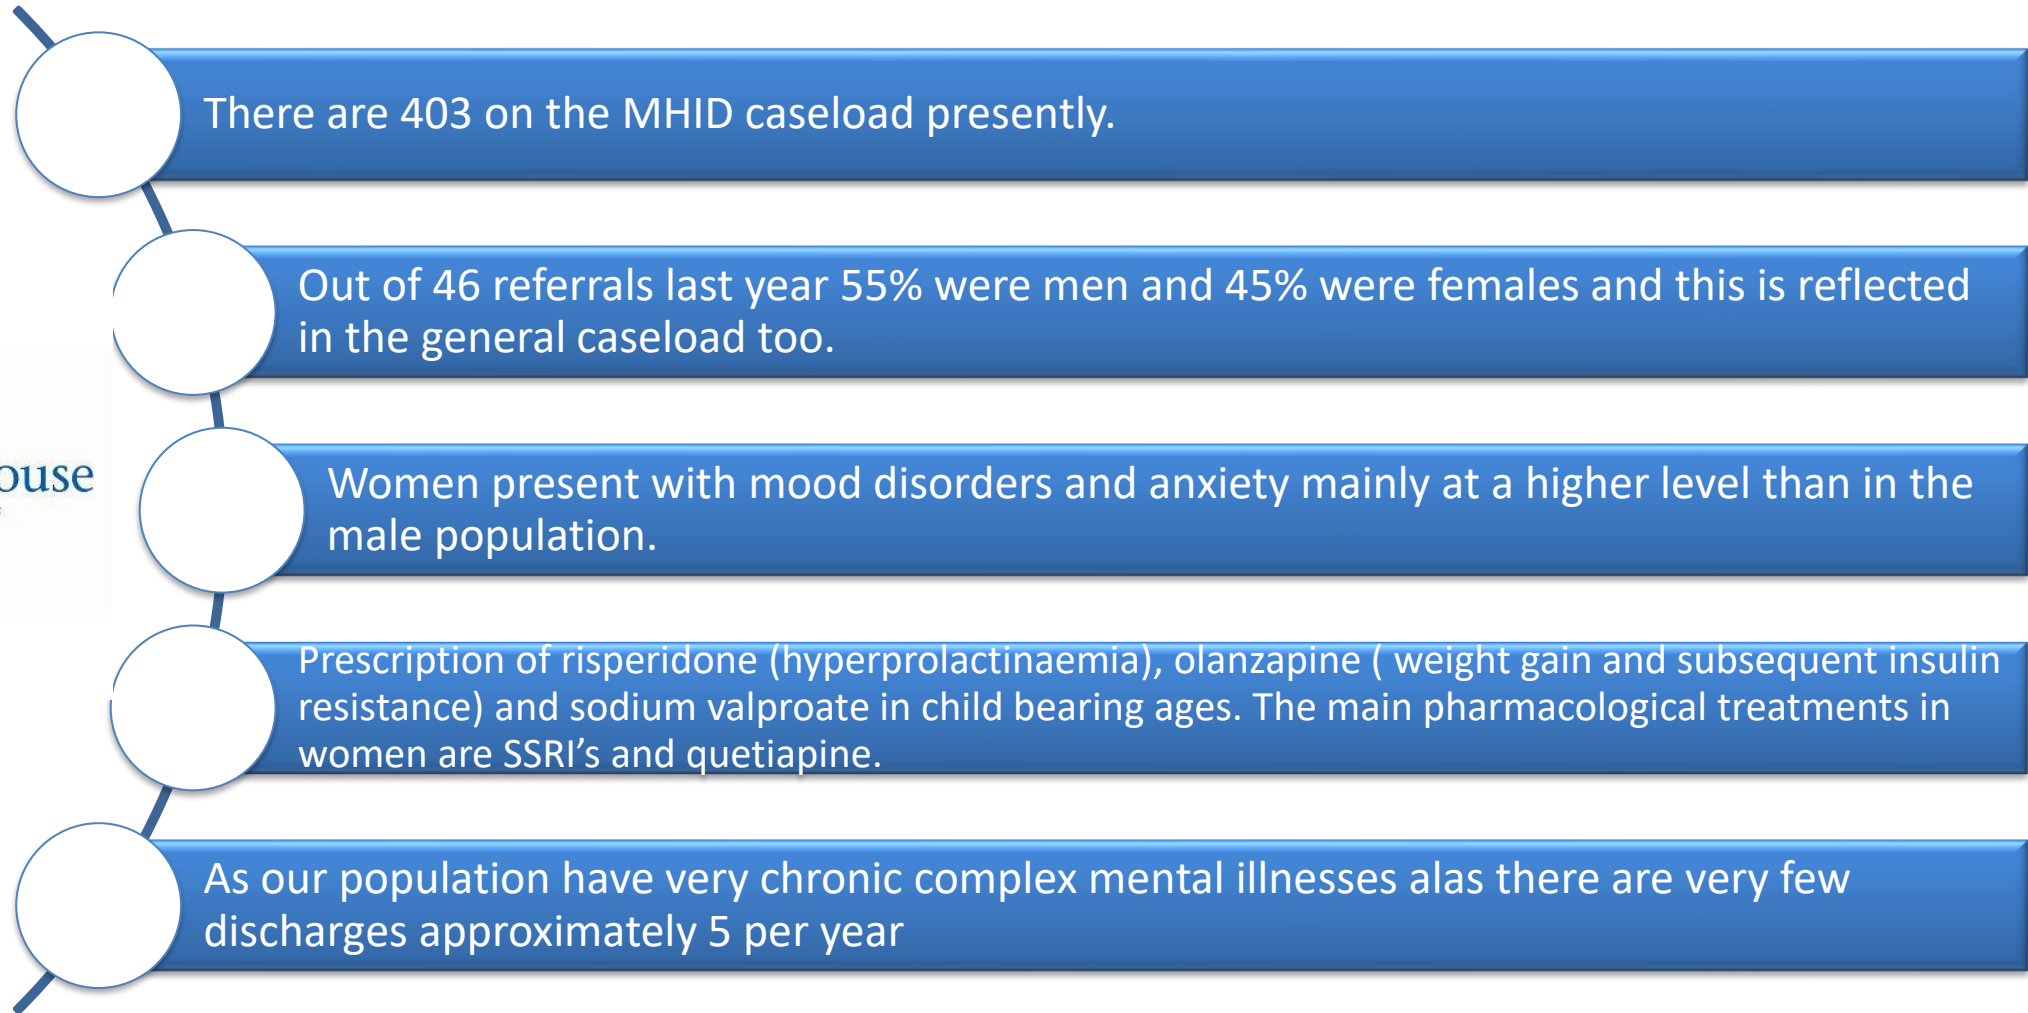 There are 403 on the MHID caseload presently.
Out of 46 referrals last year 55% were men and 45% were females and this is reflected
in the general caseload too.
ouse
Women present with mood disorders and anxiety mainly at a higher level than in the
male population.
Prescription of risperidone (hyperprolactinaemia), olanzapine ( weight gain and subsequent insulin
resistance) and sodium valproate in child bearing ages. The main pharmacological treatments in
women are SSRI’s and quetiapine.
As our population have very chronic complex mental illnesses alas there are very few
discharges approximately 5 per year